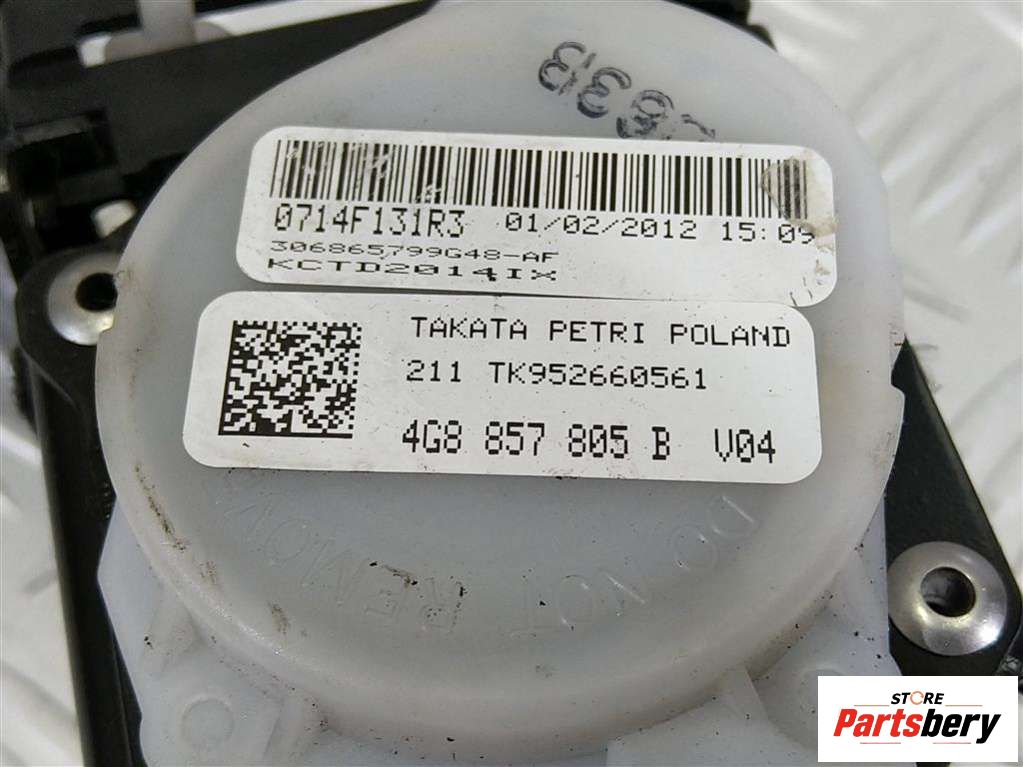 0714F131R3 01/02/2012 15:09
306865799G48-AF
KCTD2014IX
TAKATA PETRI POLAND
211 TK952660561
4G8 857 805 B V04
DO NOT REMOVE
STORE
Partsbery